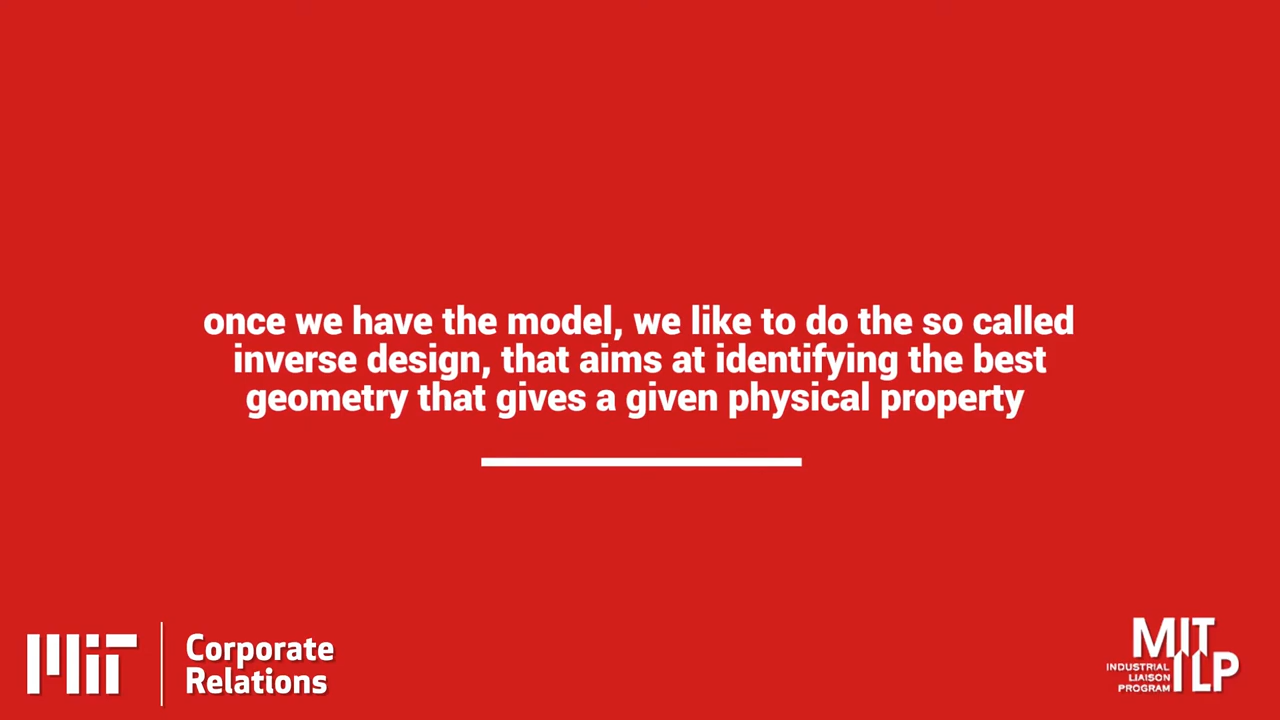 once we have the model, we like to do the so called
inverse design, that aims at identifying the best
geometry that gives a given physical property
MIT
Corporate
Relations
MIT
ILP
INDUSTRIAL
LIAISON
PROGRAM